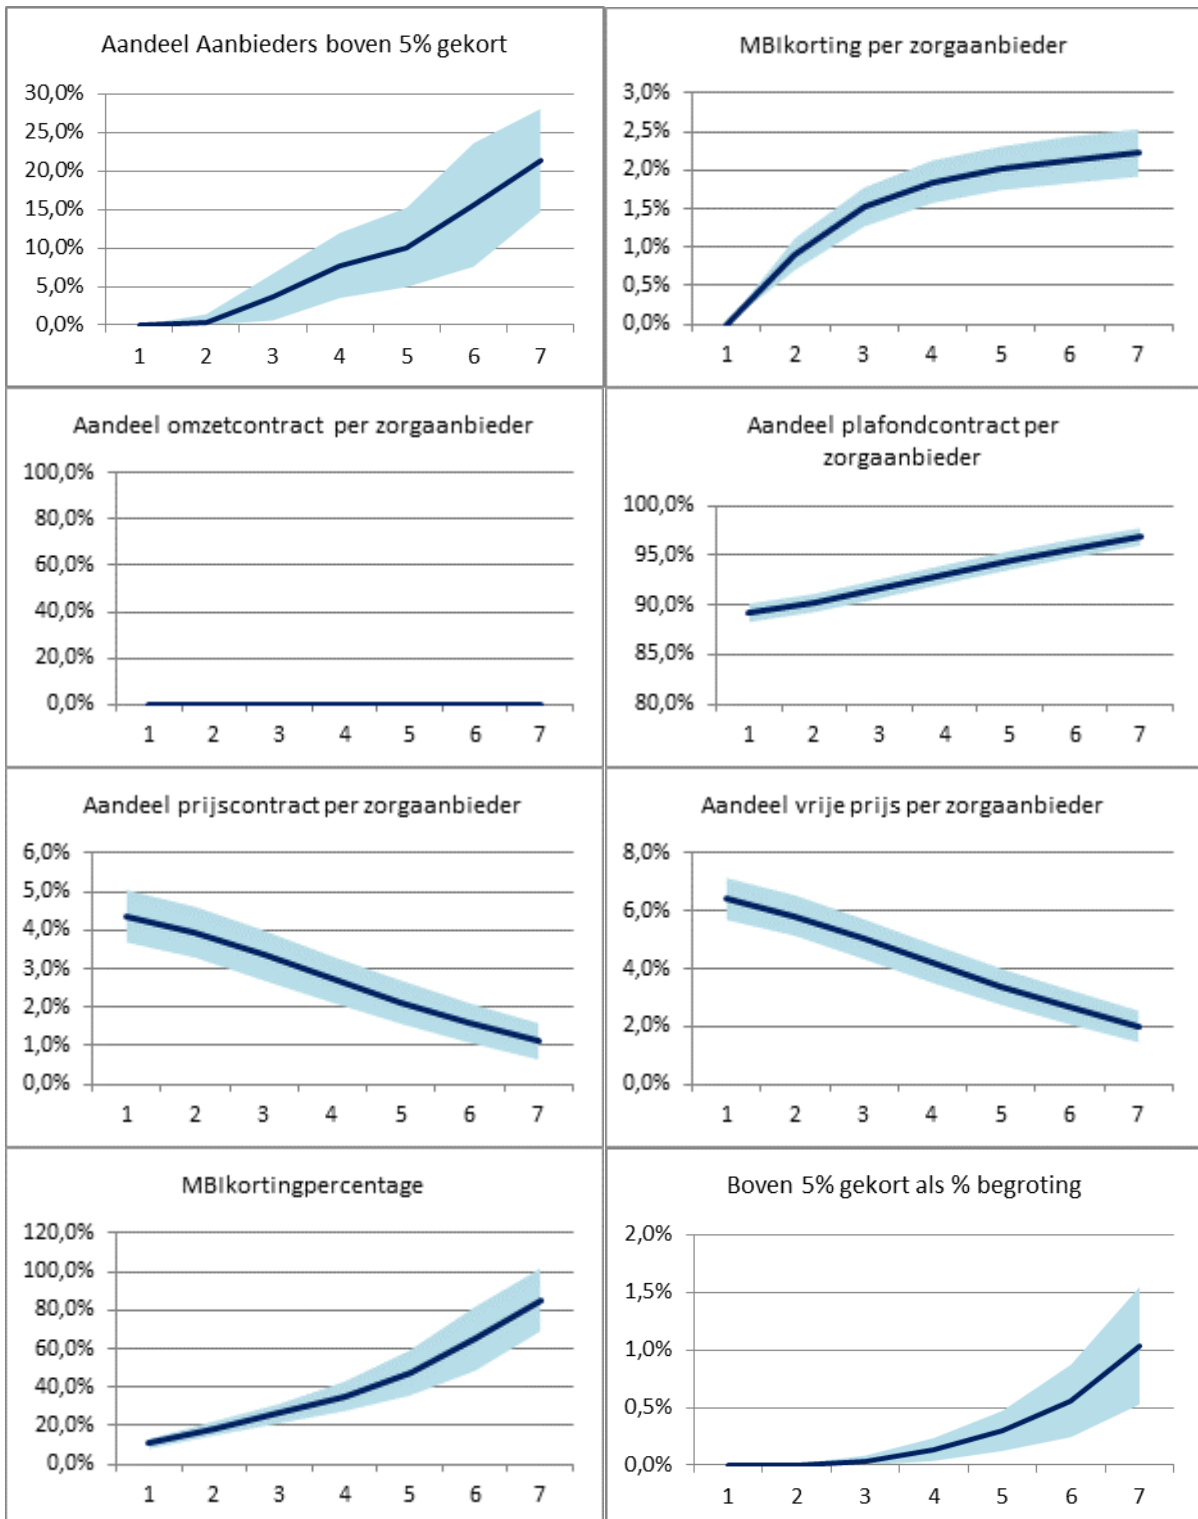 Aandeel Aanbieders boven 5% gekort
30,0%
25,0%
20,0%
15,0%
10,0%
5,0%
0,0%
1 2 3 4 5 6 7
MBIkorting per zorgaanbieder
3,0%
2,5%
2,0%
1,5%
1,0%
0,5%
0,0%
1 2 3 4 5 6 7
Aandeel omzetcontract per zorgaanbieder
100,0%
80,0%
60,0%
40,0%
20,0%
0,0%
1 2 3 4 5 6 7
Aandeel plafondcontract per
zorgaanbieder
100,0%
95,0%
90,0%
85,0%
80,0%
1 2 3 4 5 6 7
Aandeel prijscontract per zorgaanbieder
6,0%
5,0%
4,0%
3,0%
2,0%
1,0%
0,0%
1 2 3 4 5 6 7
Aandeel vrije prijs per zorgaanbieder
8,0%
6,0%
4,0%
2,0%
0,0%
1 2 3 4 5 6 7
MBIkortingpercentage
120,0%
100,0%
80,0%
60,0%
40,0%
20,0%
0,0%
1 2 3 4 5 6 7
Boven 5% gekort als % begroting
2,0%
1,5%
1,0%
0,5%
0,0%
1 2 3 4 5 6 7